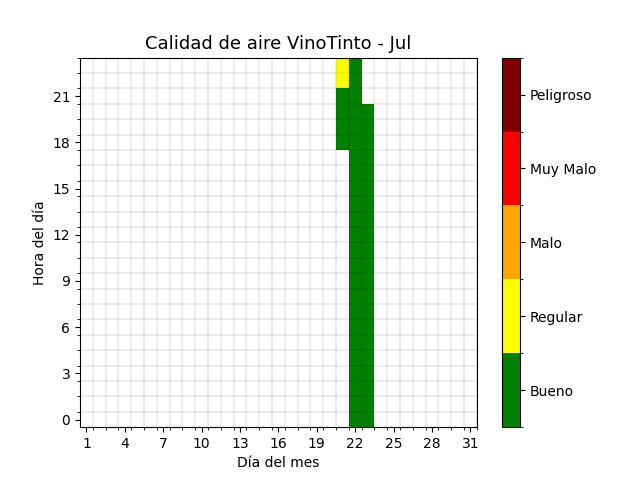 Calidad de aire VinoTinto - Jul
Hora del día
21
18
15
12
9
6
3
0
1 4 7 10 13 16 19 22 25 28 31
Día del mes
Peligroso
Muy Malo
Malo
Regular
Bueno